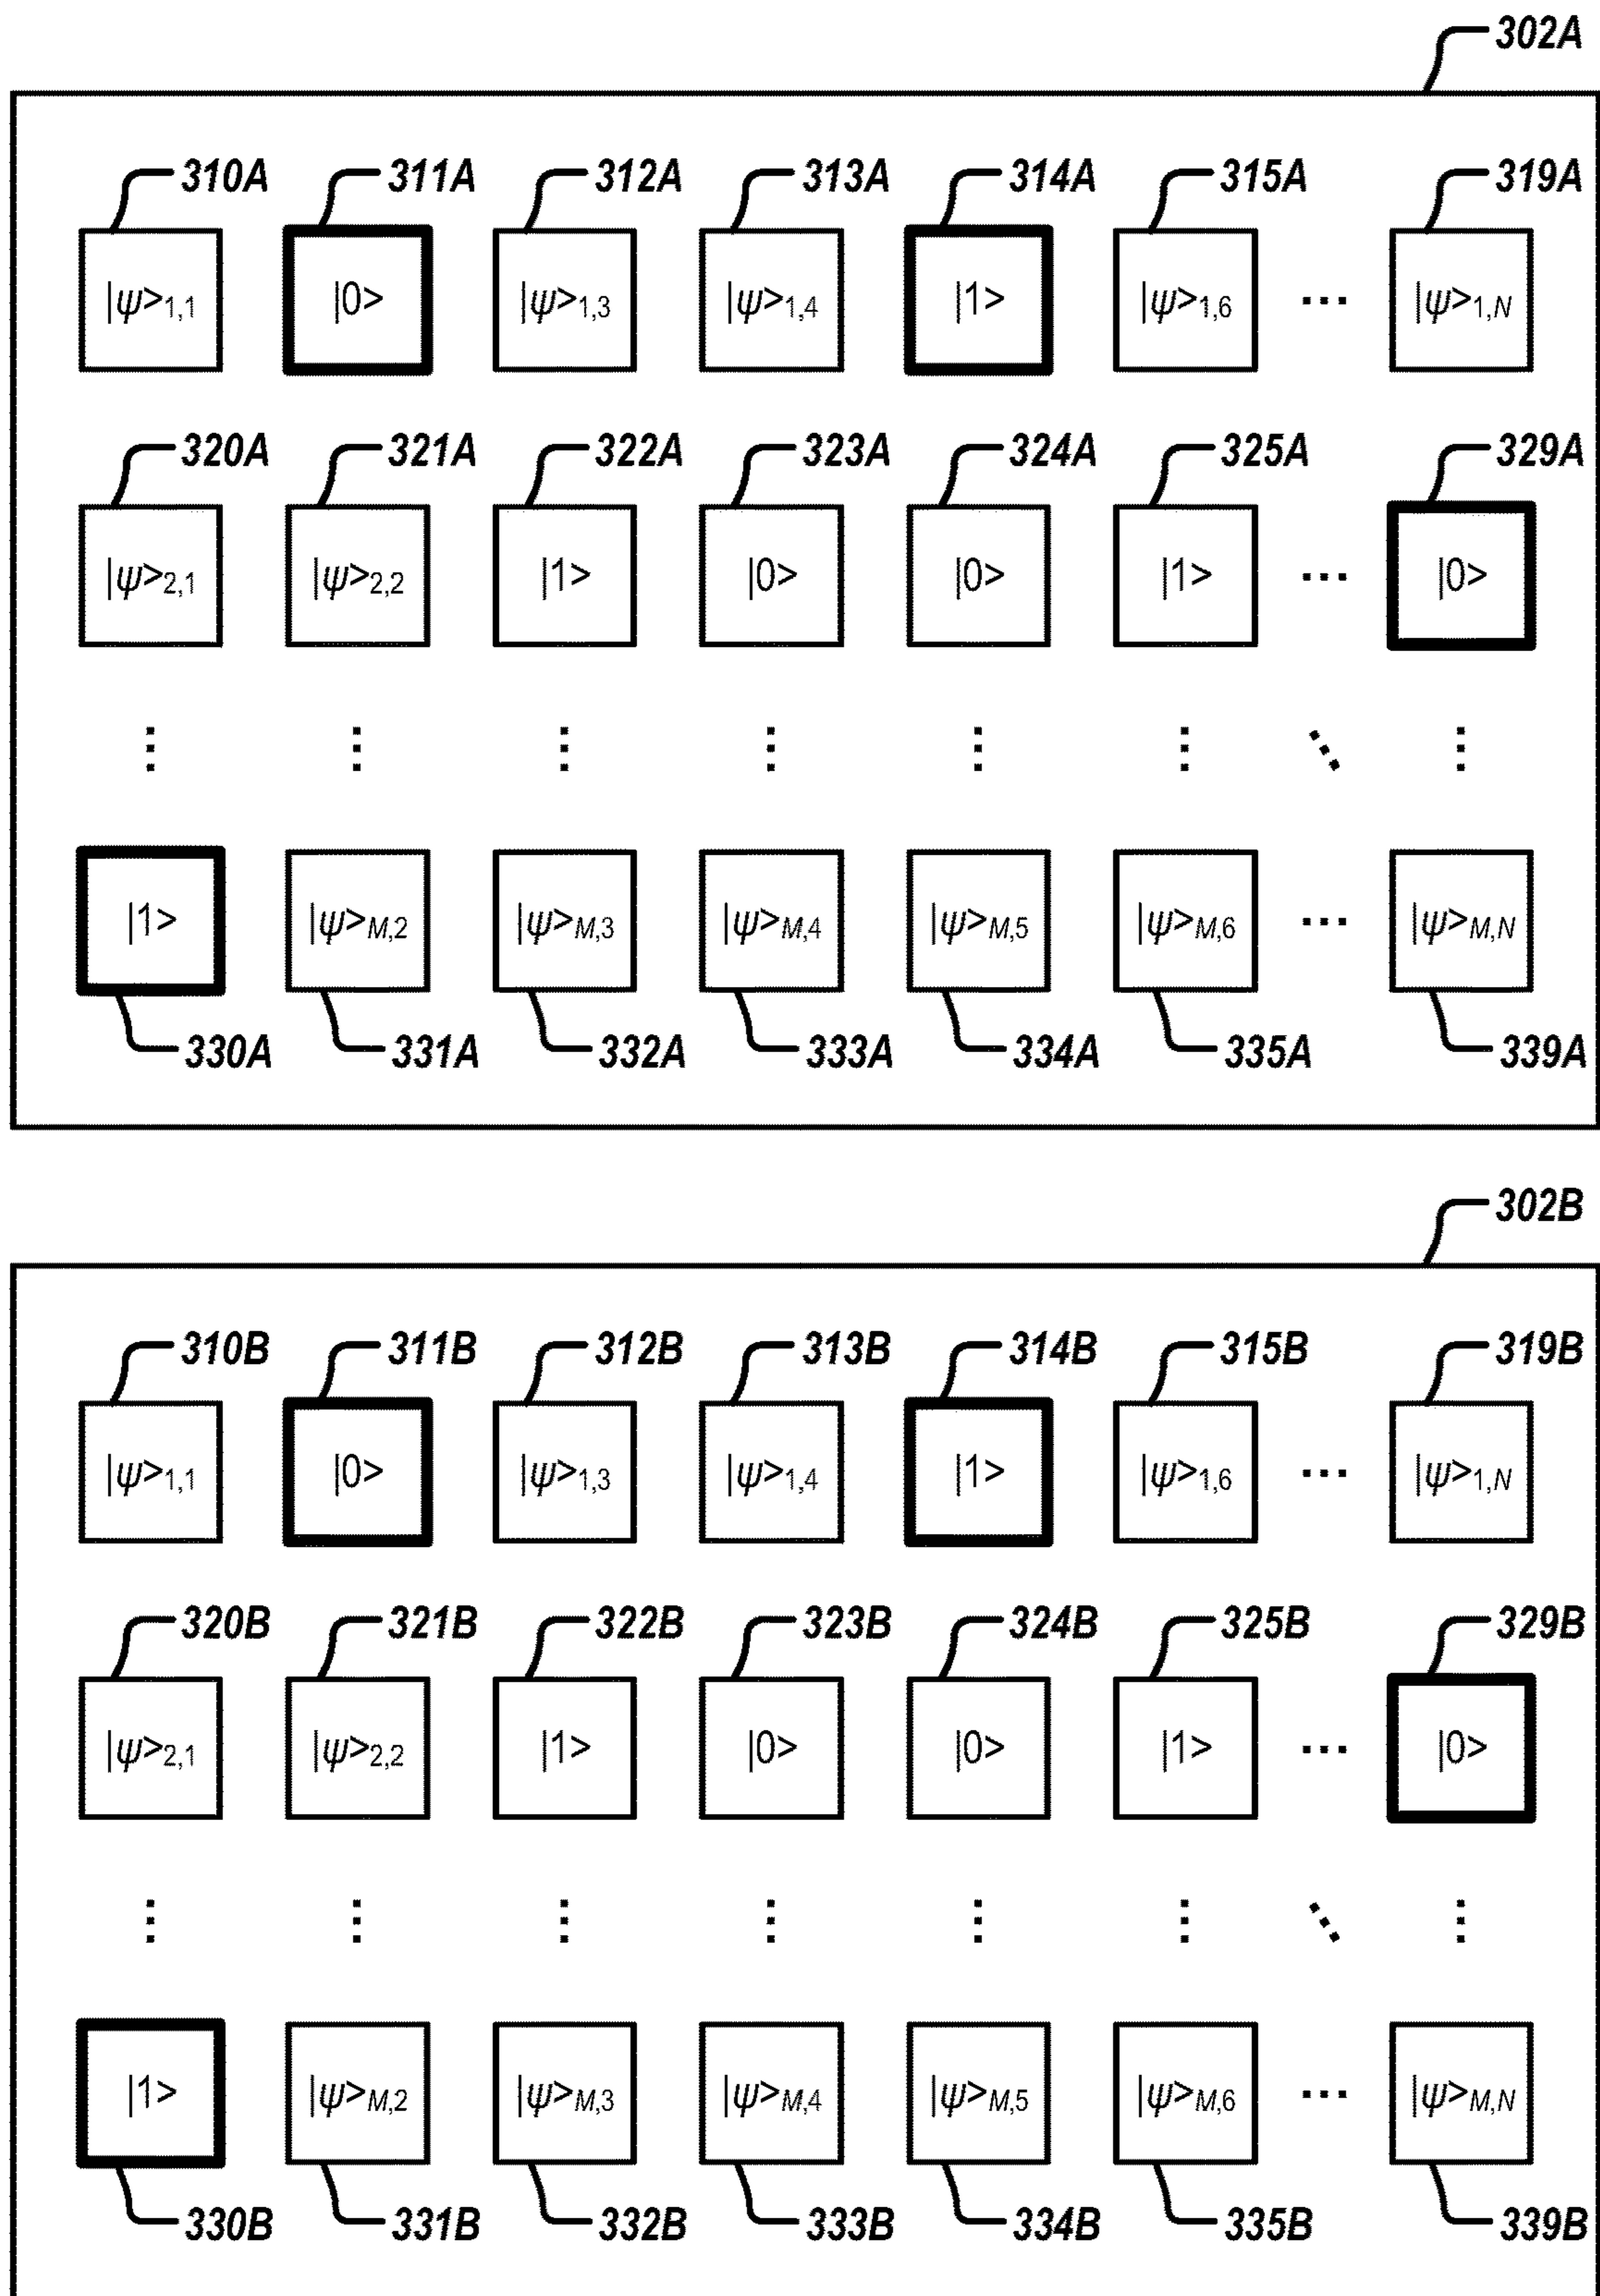 302A
310A 311A 312A 313A 314A 315A 319A
|ψ>1,1 |0> |ψ>1,3 |ψ>1,4 |1> |ψ>1,6 ... |ψ>1,N
320A 321A 322A 323A 324A 325A 329A
|ψ>2,1 |ψ>2,2 |1> |0> |0> |1> ... |0>
|1> |ψ>M,2 |ψ>M,3 |ψ>M,4 |ψ>M,5 |ψ>M,6 ... |ψ>M,N
330A 331A 332A 333A 334A 335A 339A
302B
310B 311B 312B 313B 314B 315B 319B
|ψ>1,1 |0> |ψ>1,3 |ψ>1,4 |1> |ψ>1,6 ... |ψ>1,N
320B 321B 322B 323B 324B 325B 329B
|ψ>2,1 |ψ>2,2 |1> |0> |0> |1> ... |0>
|1> |ψ>M,2 |ψ>M,3 |ψ>M,4 |ψ>M,5 |ψ>M,6 ... |ψ>M,N
330B 331B 332B 333B 334B 335B 339B